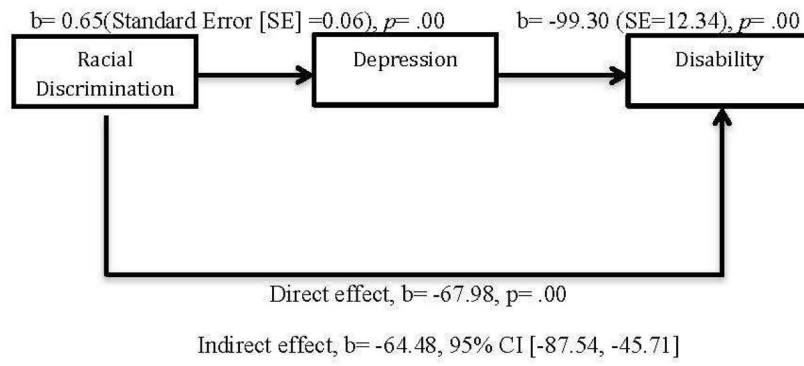 b= 0.65(Standard Error [SE] =0.06), p= .00
b= -99.30 (SE=12.34), p= .00
Racial
Discrimination
Depression
Disability
Direct effect, b= -67.98, p= .00
Indirect effect, b= -64.48, 95% CI [-87.54, -45.71]